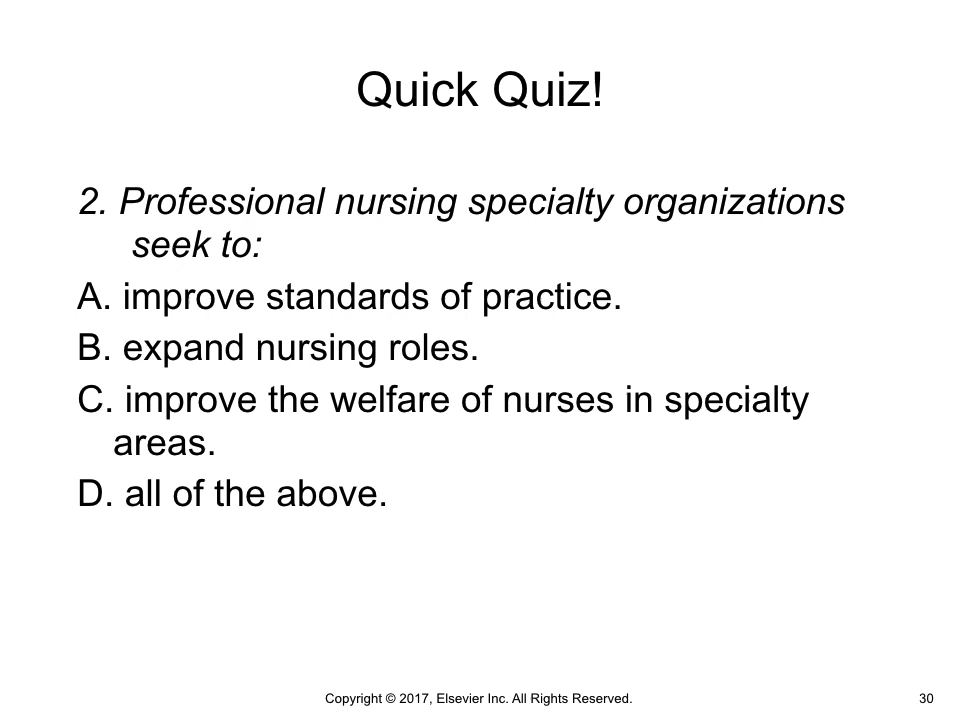 Quick Quiz!
2. Professional nursing specialty organizations
seek to:
A. improve standards of practice.
B. expand nursing roles.
C. improve the welfare of nurses in specialty
areas.
D. all of the above.
Copyright © 2017, Elsevier Inc. All Rights Reserved.
30